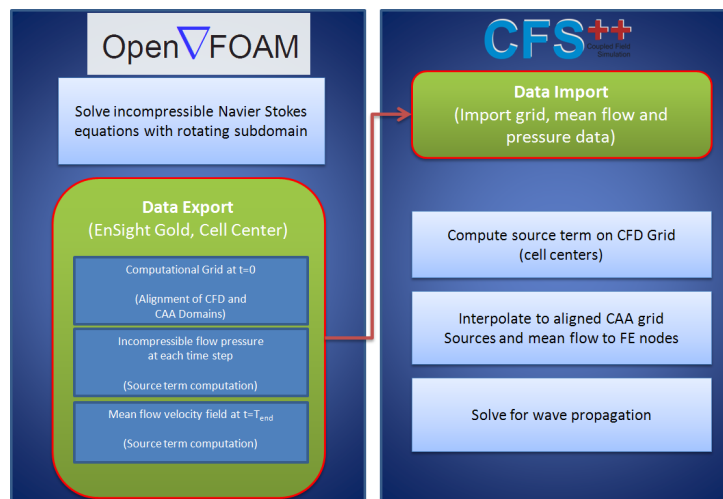 Open∇FOAM
Solve incompressible Navier Stokes
equations with rotating subdomain
Data Export
(EnSight Gold, Cell Center)
Computational Grid at t=0
(Alignment of CFD and
CAA Domains)
Incompressible flow pressure
at each time step
(Source term computation)
Mean flow velocity field at t=Tend
(Source term computation)
CFS++
Coupled Field
Simulation
Data Import
(Import grid, mean flow and
pressure data)
Compute source term on CFD Grid
(cell centers)
Interpolate to aligned CAA grid
Sources and mean flow to FE nodes
Solve for wave propagation